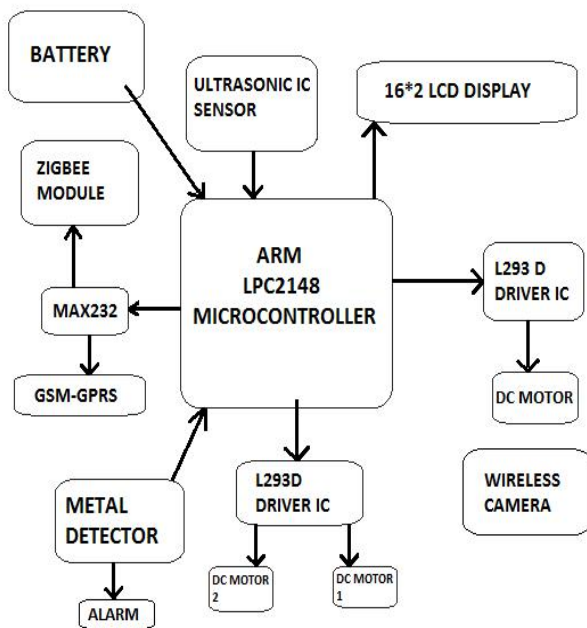 BATTERY
ULTRASONIC IC
SENSOR
16*2 LCD DISPLAY
ZIGBEE
MODULE
ARM
LPC2148
MICROCONTROLLER
L293 D
DRIVER IC
MAX232
GSM-GPRS
DC MOTOR
METAL
DETECTOR
L293D
DRIVER IC
WIRELESS
CAMERA
DC MOTOR
2
DC MOTOR
1
ALARM